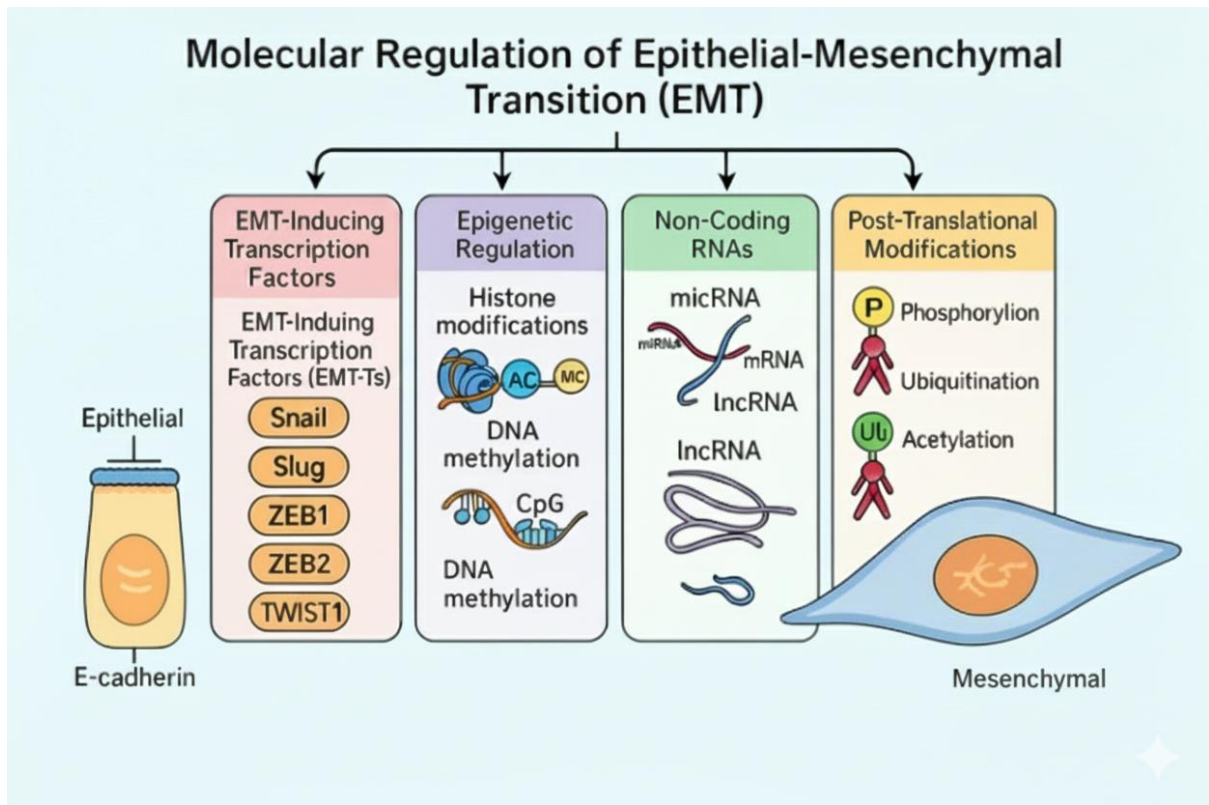 Molecular Regulation of Epithelial-Mesenchymal
Transition (EMT)
EMT-Inducing
Transcription
Factors
EMT-Induing
Transcription
Factors (EMT-Ts)
Snail
Slug
ZEB1
ZEB2
TWIST1
Epigenetic
Regulation
Histone
modifications
AC
MC
DNA
methylation
CpG
DNA
methylation
Non-Coding
RNAs
micRNA
mRNA
lncRNA
lncRNA
Post-Translational
Modifications
P
Phosphorylion
Ubiquitination
Ub
Acetylation
Epithelial
E-cadherin
Mesenchymal